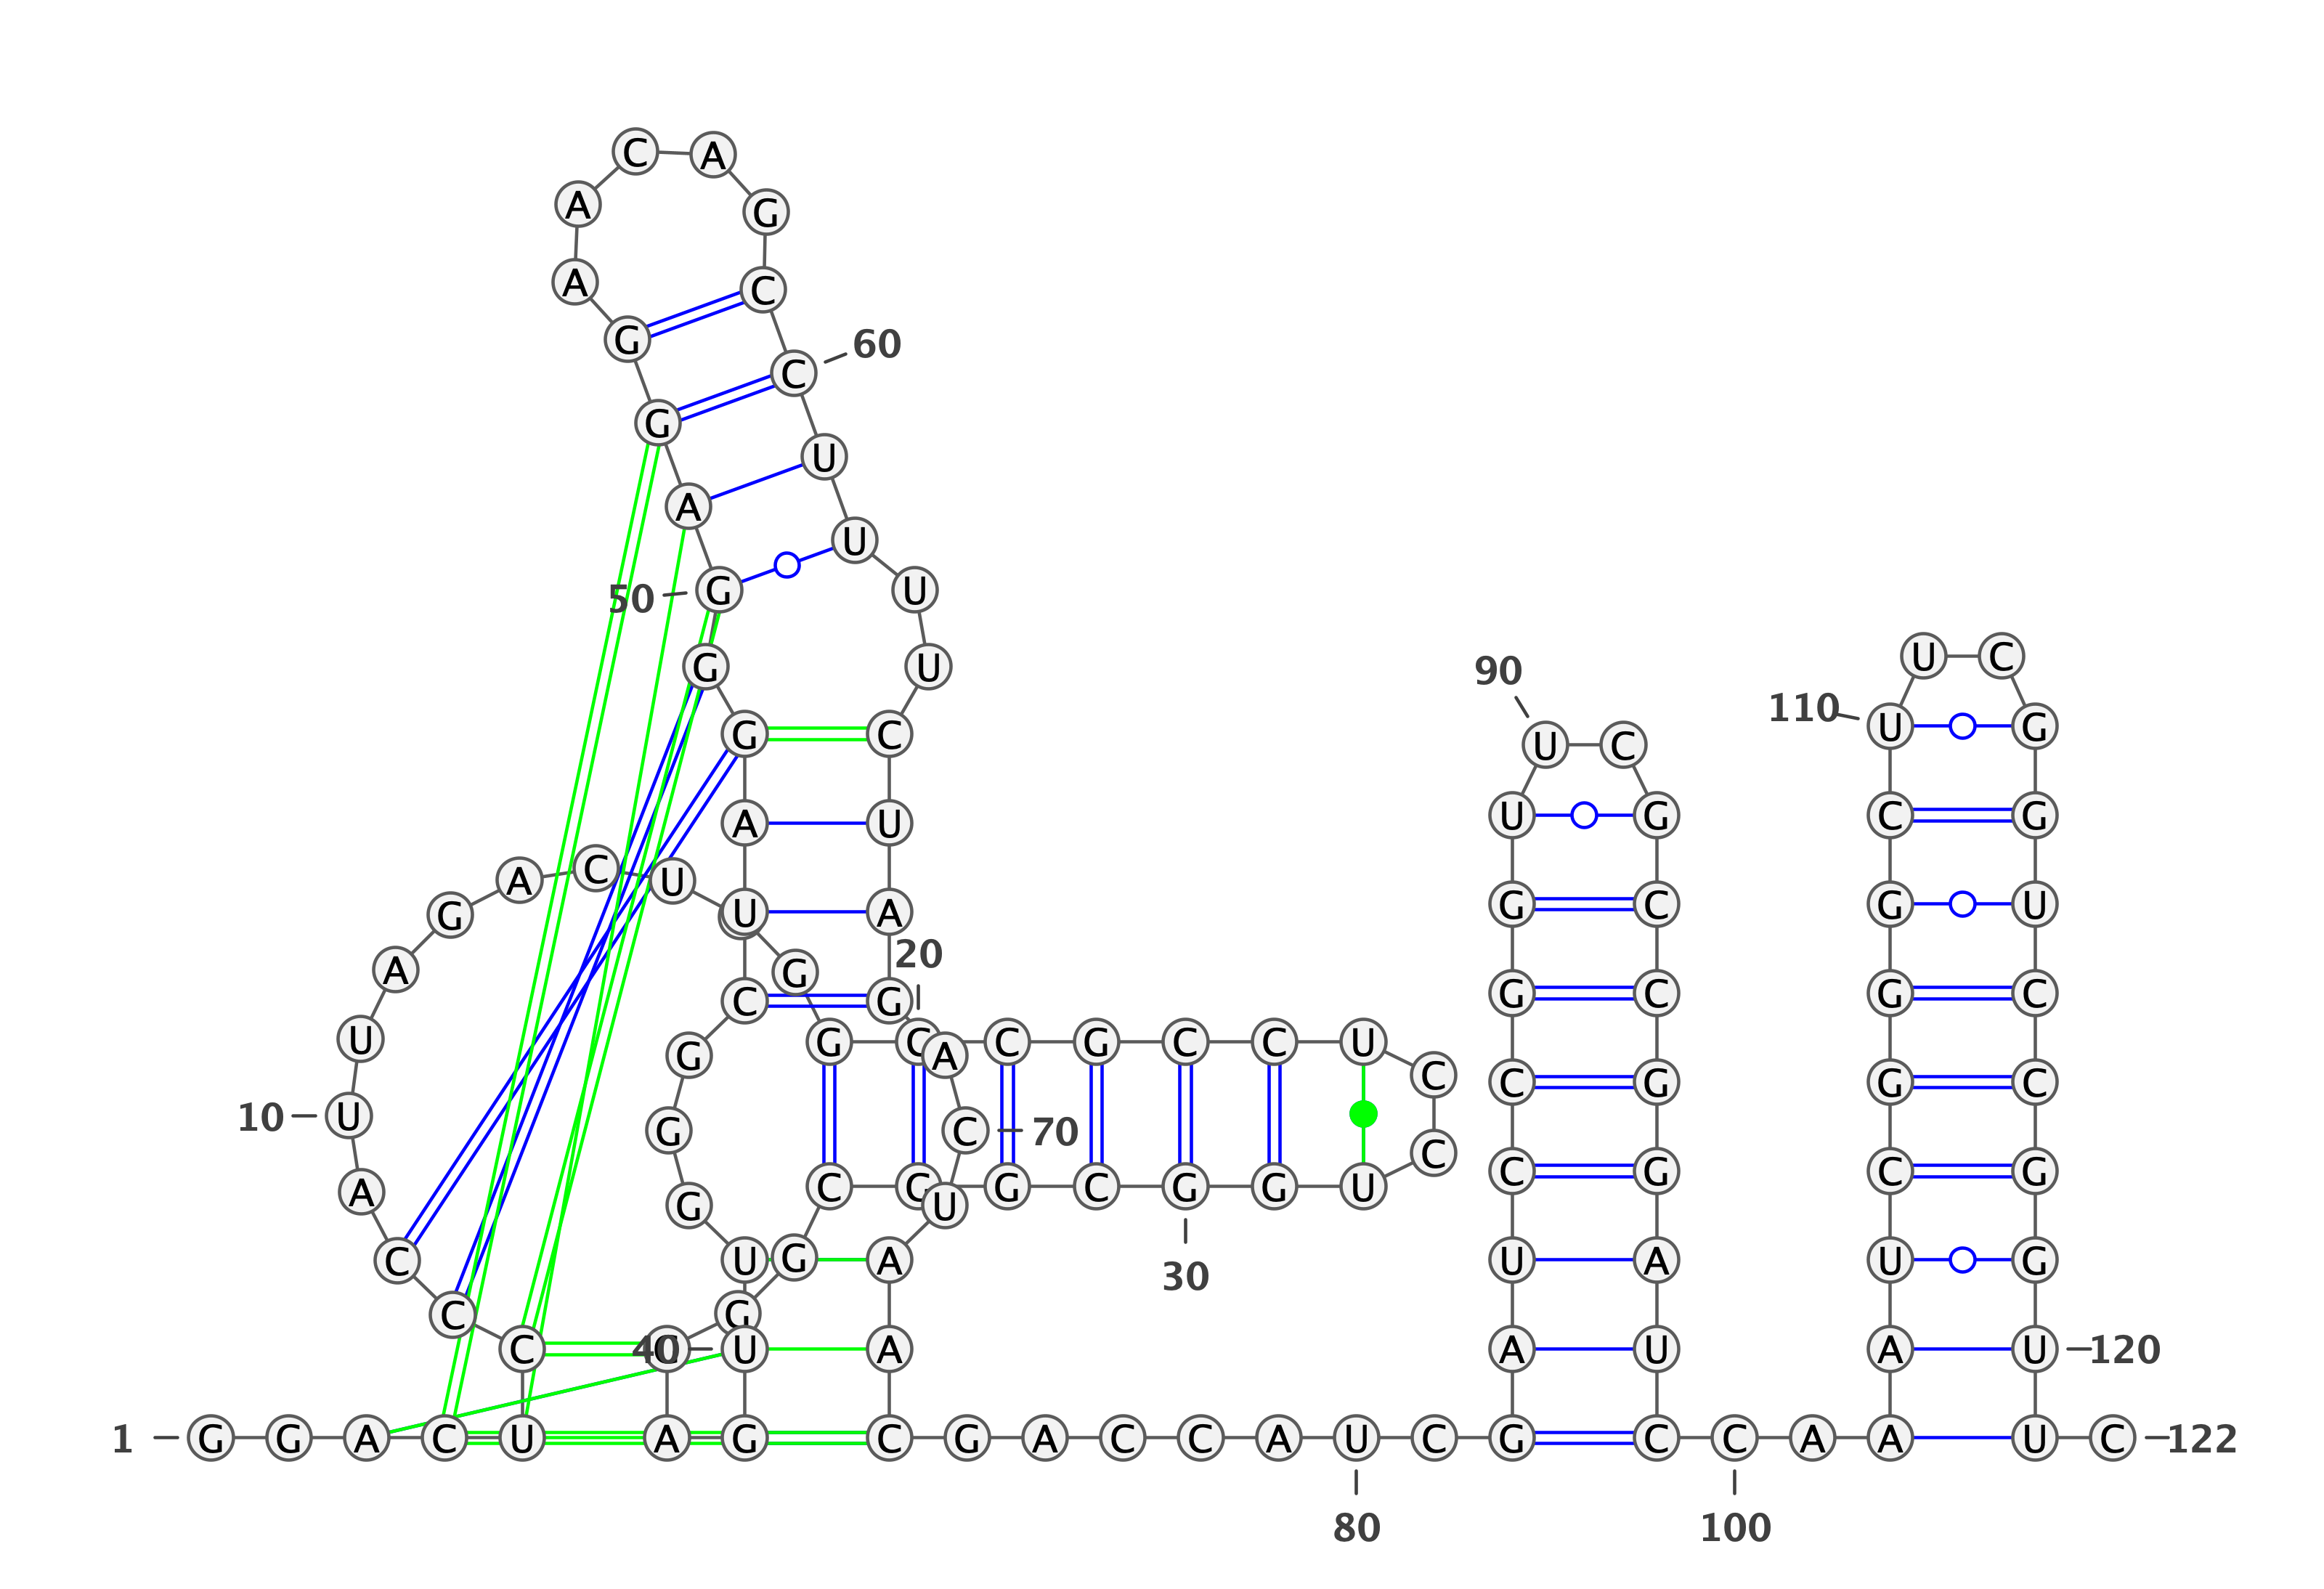 C A
A G
A C
G 60
C
G
U
A
U
50 G U
U C
G U 90
110 U G
G C U C
U G C G
A U
A C U
G U A G C G U
20
A G
C G G C G C
U G C C G C C U
G A C
C G G C
10 U
G C 70
C
C G C G
A C G G C G G U
G U
C U G A U A U G
30
C G
C 40 C U A A U A U 120
1 G G A C U A G C G A C C A U C G C C A A U C 122
80 100